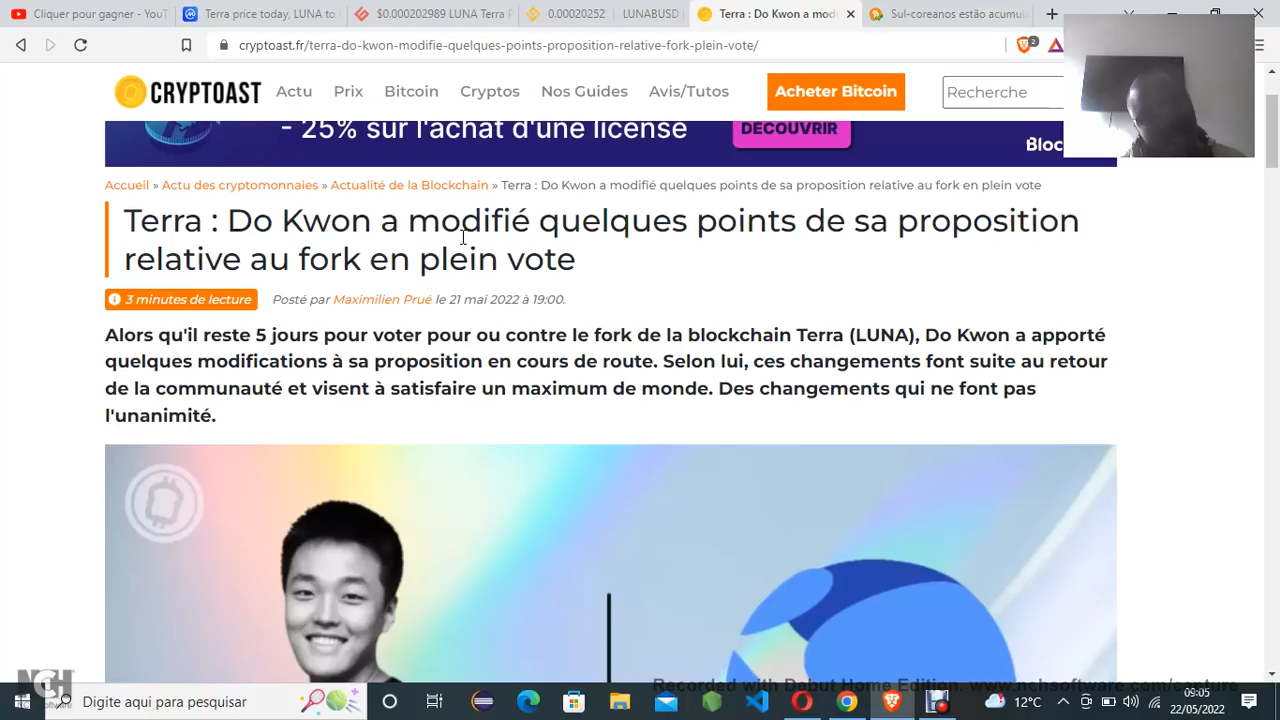 Cliquer pour gagner - YouT
Terra price today, LUNA to
$0.000202989 LUNA Terra P
0.00020252 | LUNABUSD
Terra : Do Kwon a mod
Sul-coreanos estão acumul
cryptoast.fr/terra-do-kwon-modifie-quelques-points-proposition-relative-fork-plein-vote/
2
CRYPTOAST
Actu
Prix
Bitcoin
Cryptos
Nos Guides
Avis/Tutos
Acheter Bitcoin
Recherche
- 25% sur l'achat d'une license
DÉCOUVRIR
Bloc
Accueil » Actu des cryptomonnaies » Actualité de la Blockchain » Terra : Do Kwon a modifié quelques points de sa proposition relative au fork en plein vote
Terra : Do Kwon a modifié quelques points de sa proposition
relative au fork en plein vote
3 minutes de lecture
Posté par Maximilien Prué le 21 mai 2022 à 19:00.
Alors qu'il reste 5 jours pour voter pour ou contre le fork de la blockchain Terra (LUNA), Do Kwon a apporté
quelques modifications à sa proposition en cours de route. Selon lui, ces changements font suite au retour
de la communauté et visent à satisfaire un maximum de monde. Des changements qui ne font pas
l'unanimité.
NCH
Recorded with Debut Home Edition. www.nchsoftware.com/capture
Digite aqui para pesquisar
12°C
09:05
22/05/2022